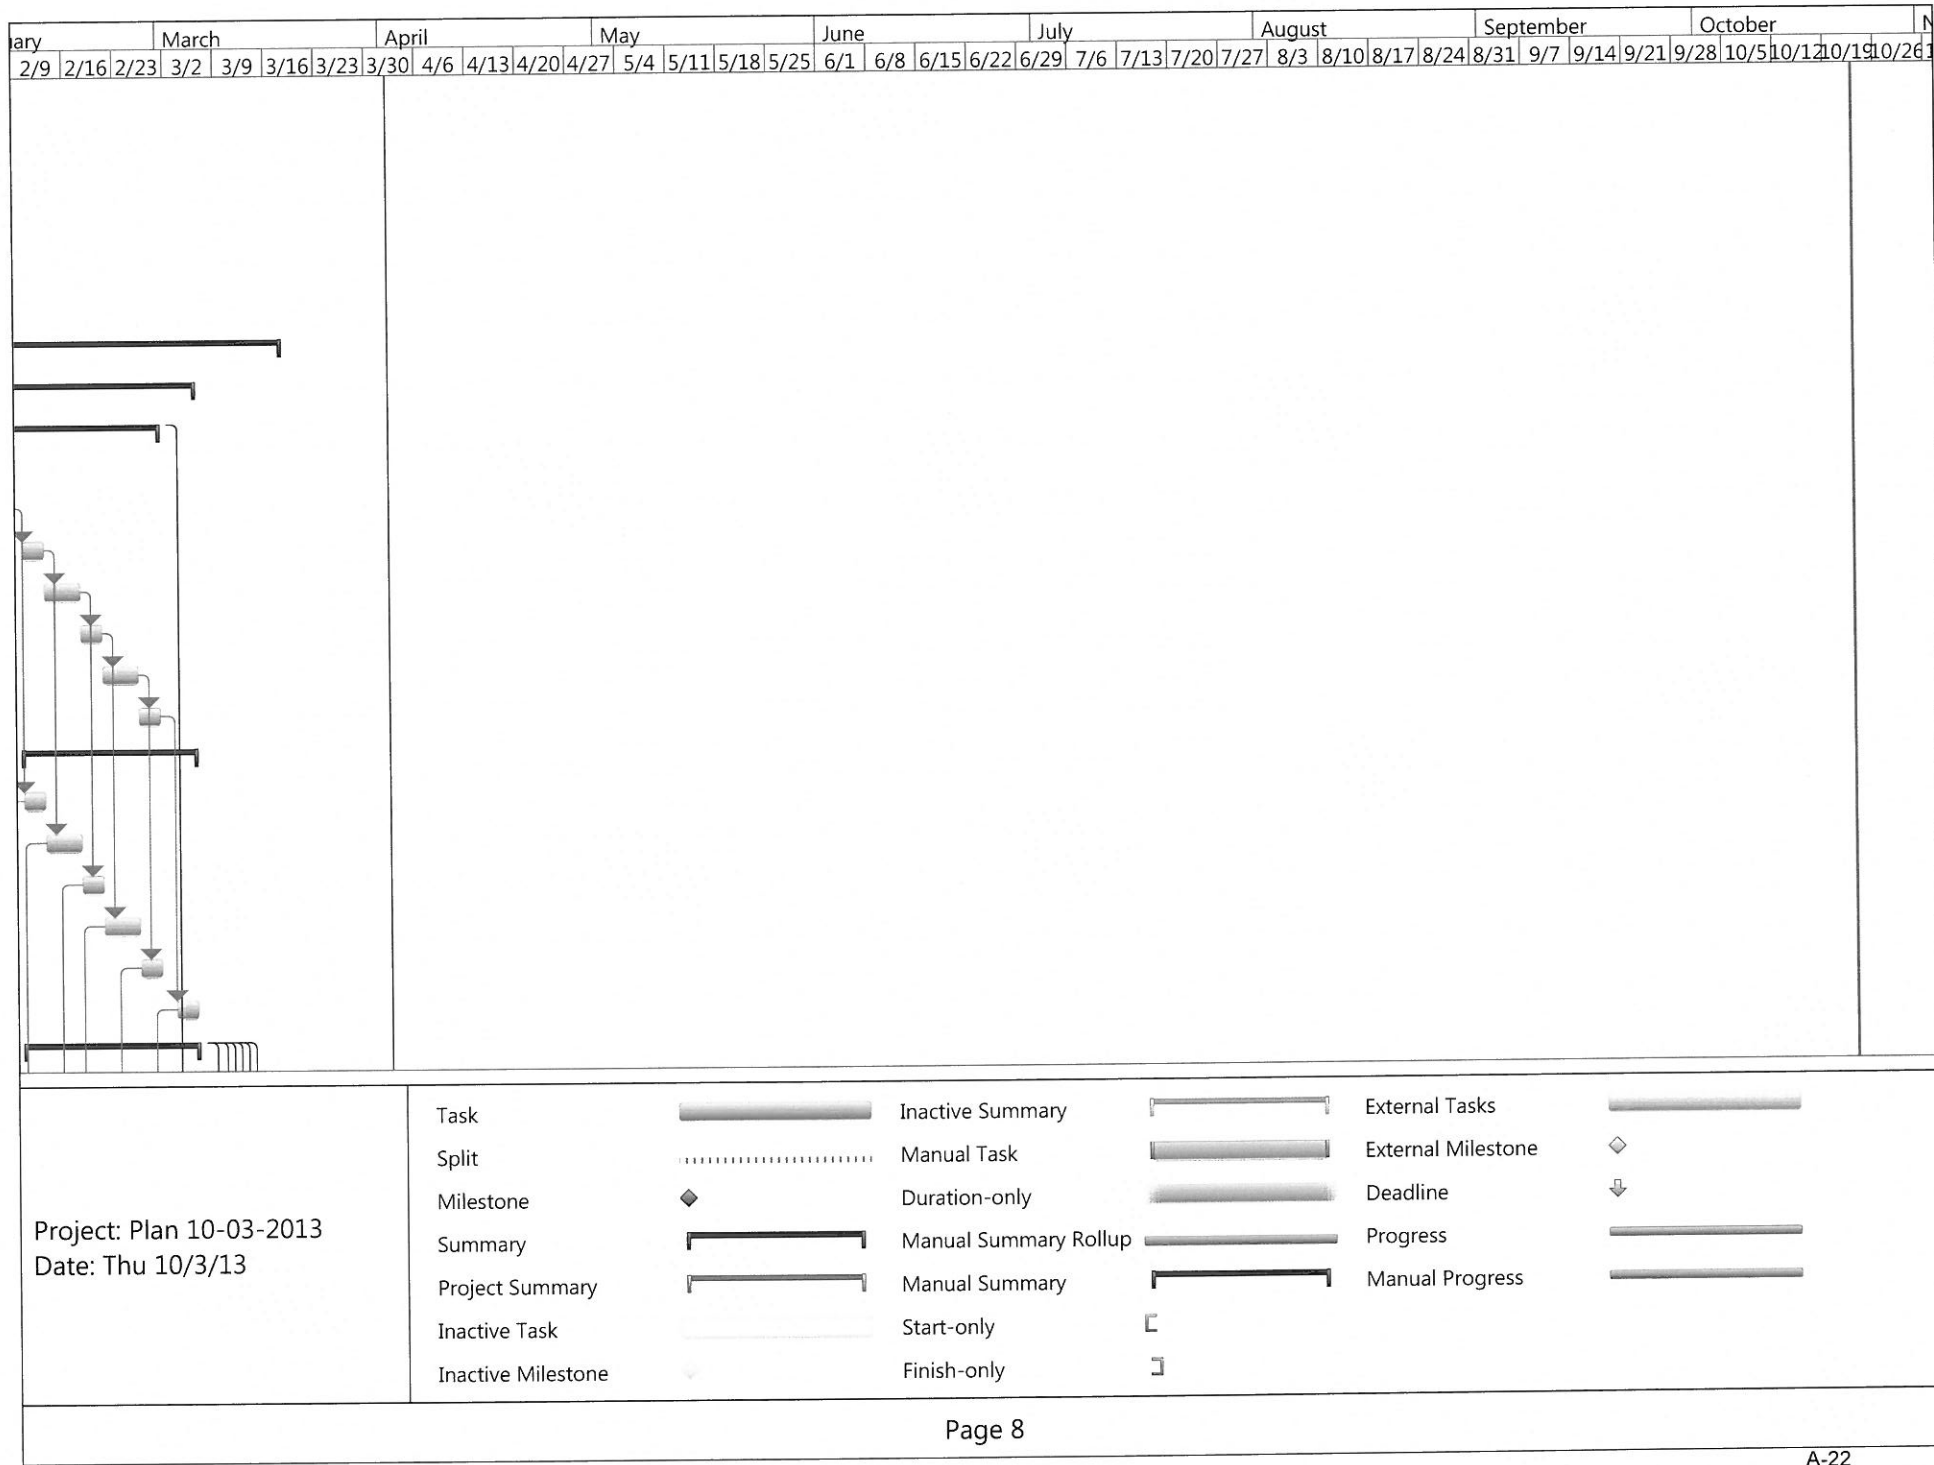 ıary March April May June July August September October N
2/9 2/16 2/23 3/2 3/9 3/16 3/23 3/30 4/6 4/13 4/20 4/27 5/4 5/11 5/18 5/25 6/1 6/8 6/15 6/22 6/29 7/6 7/13 7/20 7/27 8/3 8/10 8/17 8/24 8/31 9/7 9/14 9/21 9/28 10/5 10/12 10/19 10/26 1
Project: Plan 10-03-2013
Date: Thu 10/3/13
Task
Split
Milestone
Summary
Project Summary
Inactive Task
Inactive Milestone
Inactive Summary
Manual Task
Duration-only
Manual Summary Rollup
Manual Summary
Start-only
Finish-only
External Tasks
External Milestone
Deadline
Progress
Manual Progress
Page 8
A-22